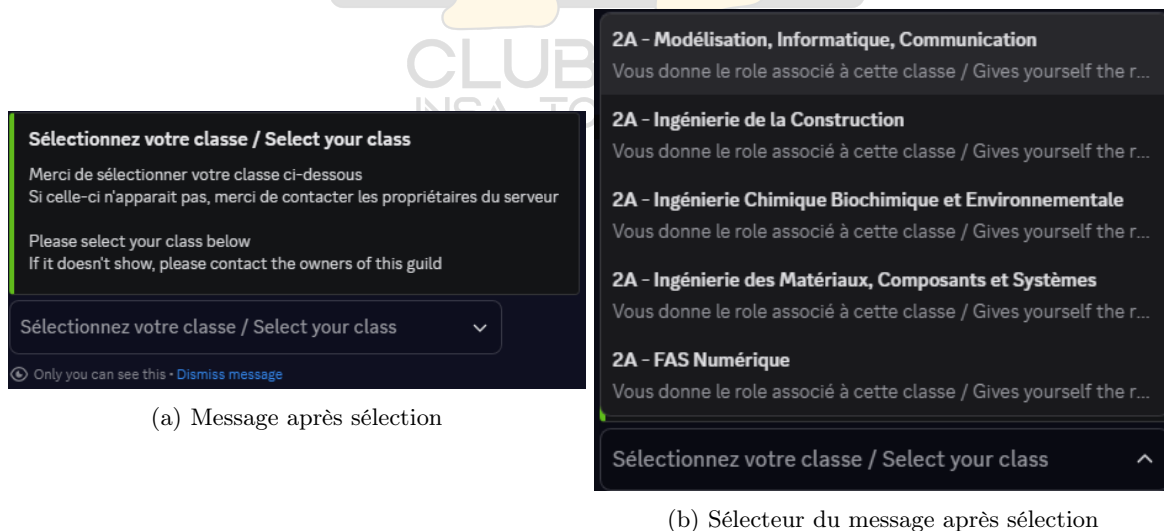 CLUB
INSA TO
Sélectionnez votre classe / Select your class
Merci de sélectionner votre classe ci-dessous
Si celle-ci n'apparait pas, merci de contacter les propriétaires du serveur
Please select your class below
If it doesn't show, please contact the owners of this guild
Sélectionnez votre classe / Select your class
Only you can see this • Dismiss message
(a) Message après sélection
2A - Modélisation, Informatique, Communication
Vous donne le role associé à cette classe / Gives yourself the r...
2A - Ingénierie de la Construction
Vous donne le role associé à cette classe / Gives yourself the r...
2A - Ingénierie Chimique Biochimique et Environnementale
Vous donne le role associé à cette classe / Gives yourself the r...
2A - Ingénierie des Matériaux, Composants et Systèmes
Vous donne le role associé à cette classe / Gives yourself the r...
2A - FAS Numérique
Vous donne le role associé à cette classe / Gives yourself the r...
Sélectionnez votre classe / Select your class
(b) Sélecteur du message après sélection